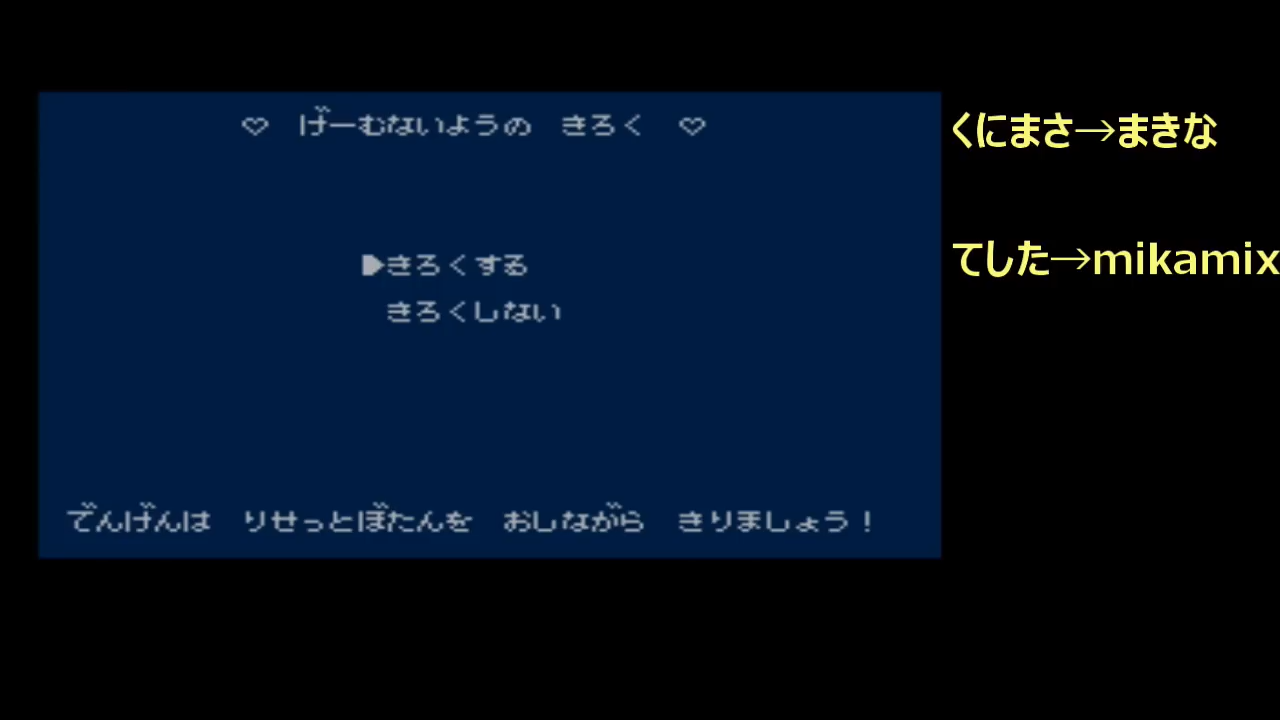 ♡ げーむないようの きろく ♡
くにまさ→まきな
▶きろくする
てした→mikamix
きろくしない
でんげんは りせっとぼたんを おしながら きりましょう!